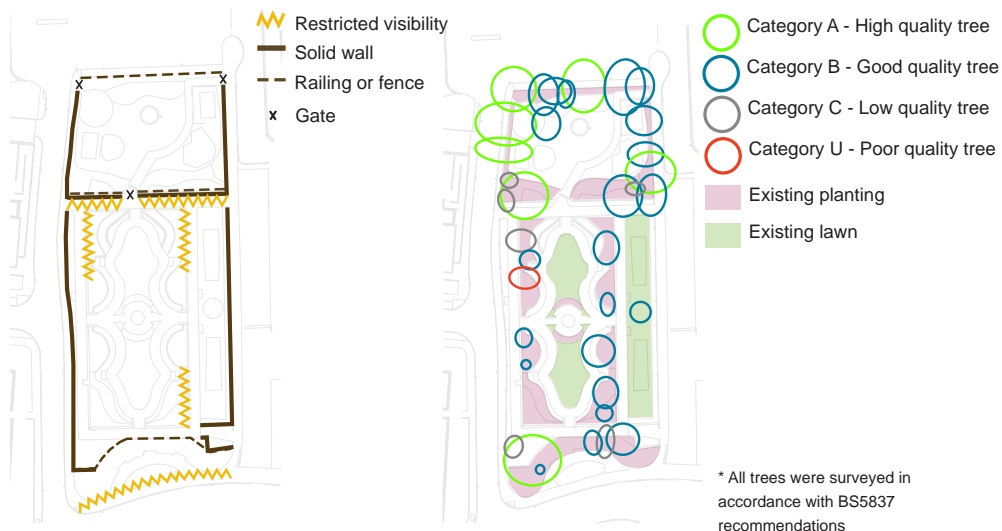 Restricted visibility
Solid wall
Railing or fence
Gate
Category A - High quality tree
Category B - Good quality tree
Category C - Low quality tree
Category U - Poor quality tree
Existing planting
Existing lawn
* All trees were surveyed in
accordance with BS5837
recommendations